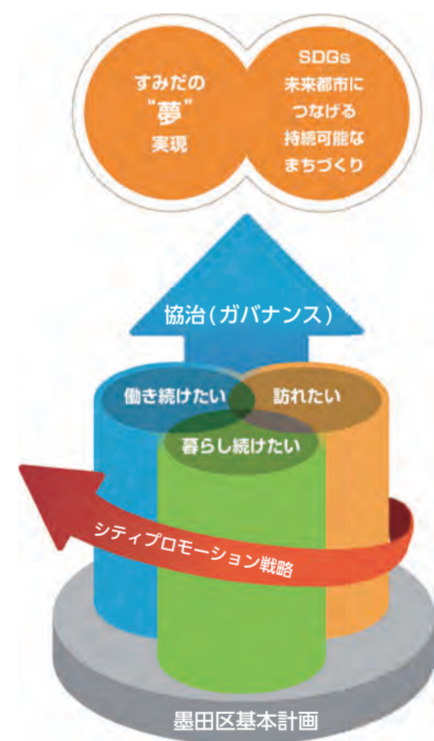 すみだの
“夢”
実現
SDGs
未来都市に
つなげる
持続可能な
まちづくり
協治(ガバナンス)
働き続けたい
訪れたい
暮らし続けたい
シティプロモーション戦略
墨田区基本計画